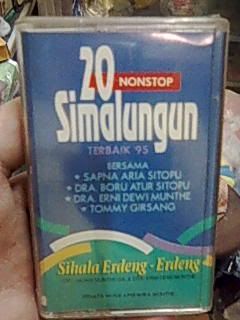 20
NONSTOP
Simalungun
TERBAIK '95
BERSAMA
★ SAPNA ARIA SITOPU
★ DRA. BORU ATUR SITOPU
★ DRA. ERNI DEWI MUNTHE
★ TOMMY GIRSANG
Sihala Erdeng - Erdeng